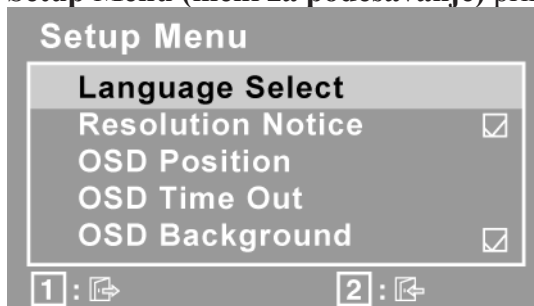 Setup Menu
Language Select
Resolution Notice
OSD Position
OSD Time Out
OSD Background
1 : 2 :